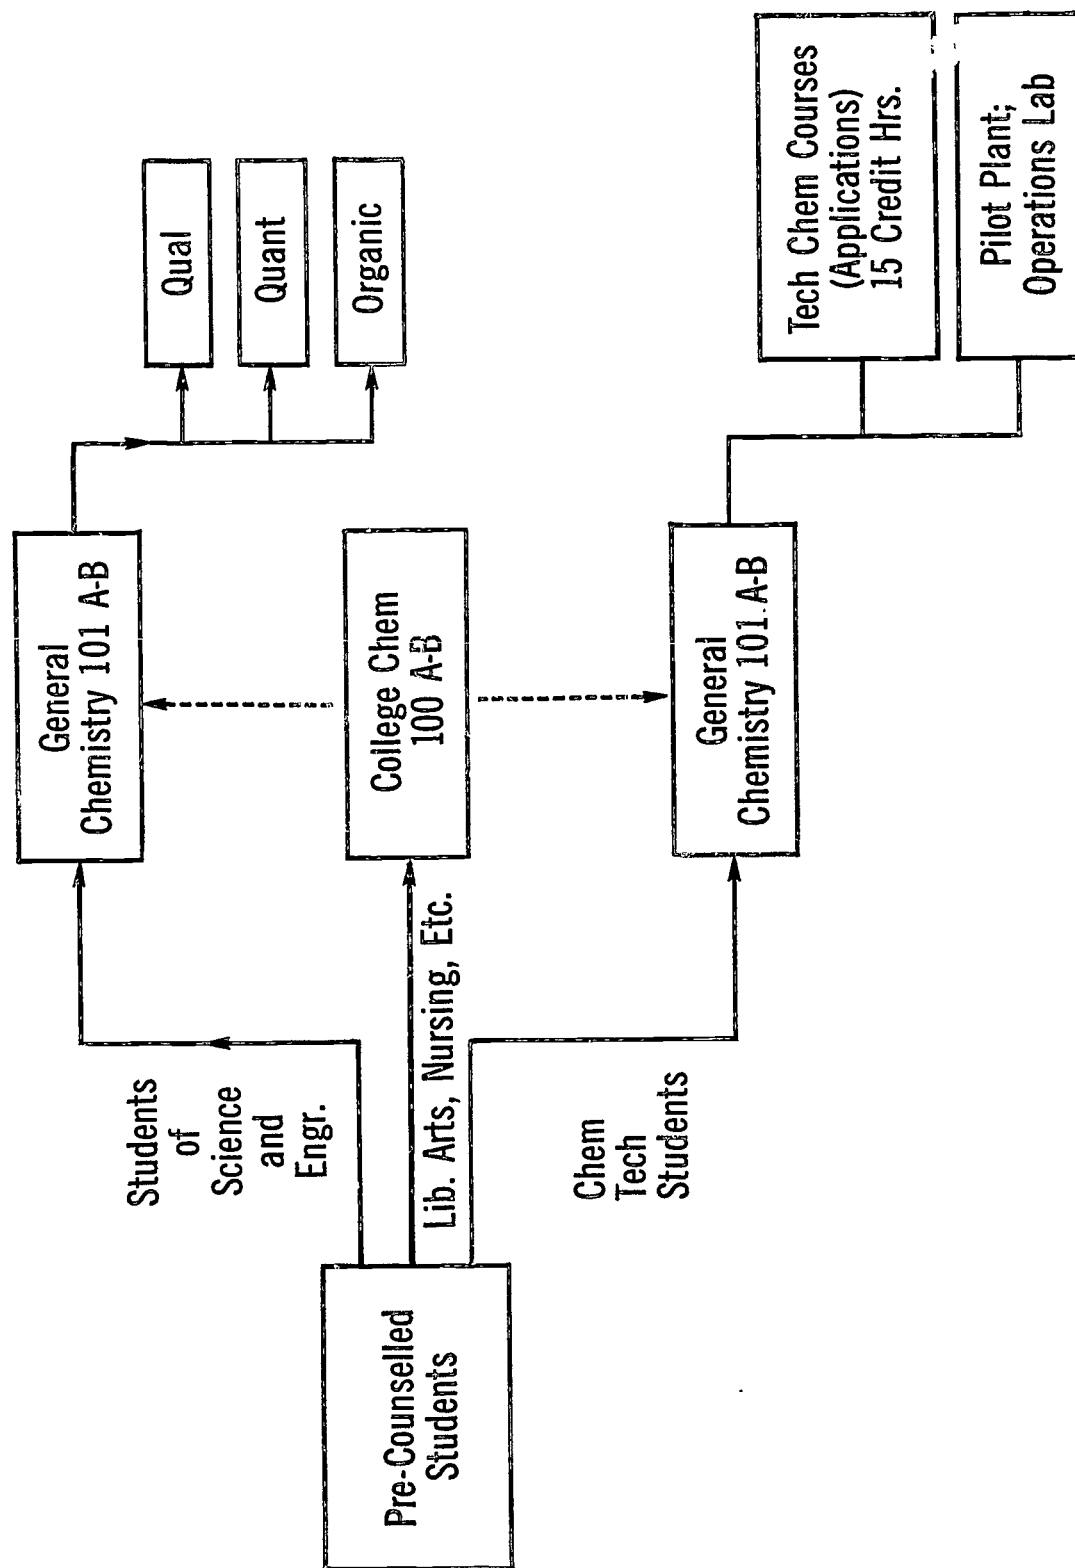 Pre-Counselled
Students
Students
of
Science
and
Engr.
Lib. Arts, Nursing, Etc.
Chem
Tech
Students
General
Chemistry 101 A-B
College Chem
100 A-B
General
Chemistry 101 A-B
Qual
Quant
Organic
Tech Chem Courses
(Applications)
15 Credit Hrs.
Pilot Plant;
Operations Lab